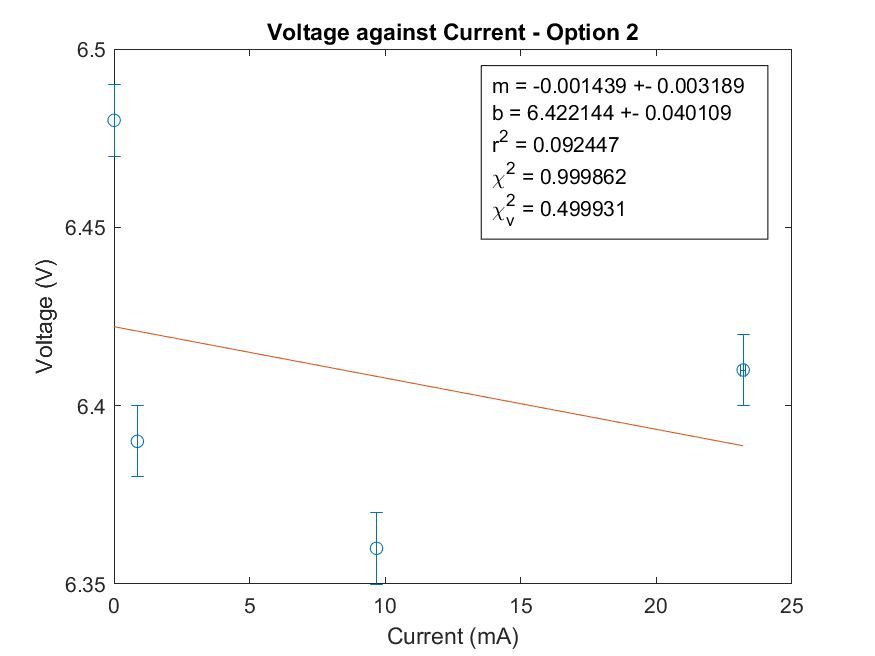 Voltage against Current - Option 2
m = -0.001439 +- 0.003189
b = 6.422144 +- 0.040109
r² = 0.092447
χ² = 0.999862
χᵥ² = 0.499931
6.5
6.45
6.4
6.35
Voltage (V)
0 5 10 15 20 25
Current (mA)